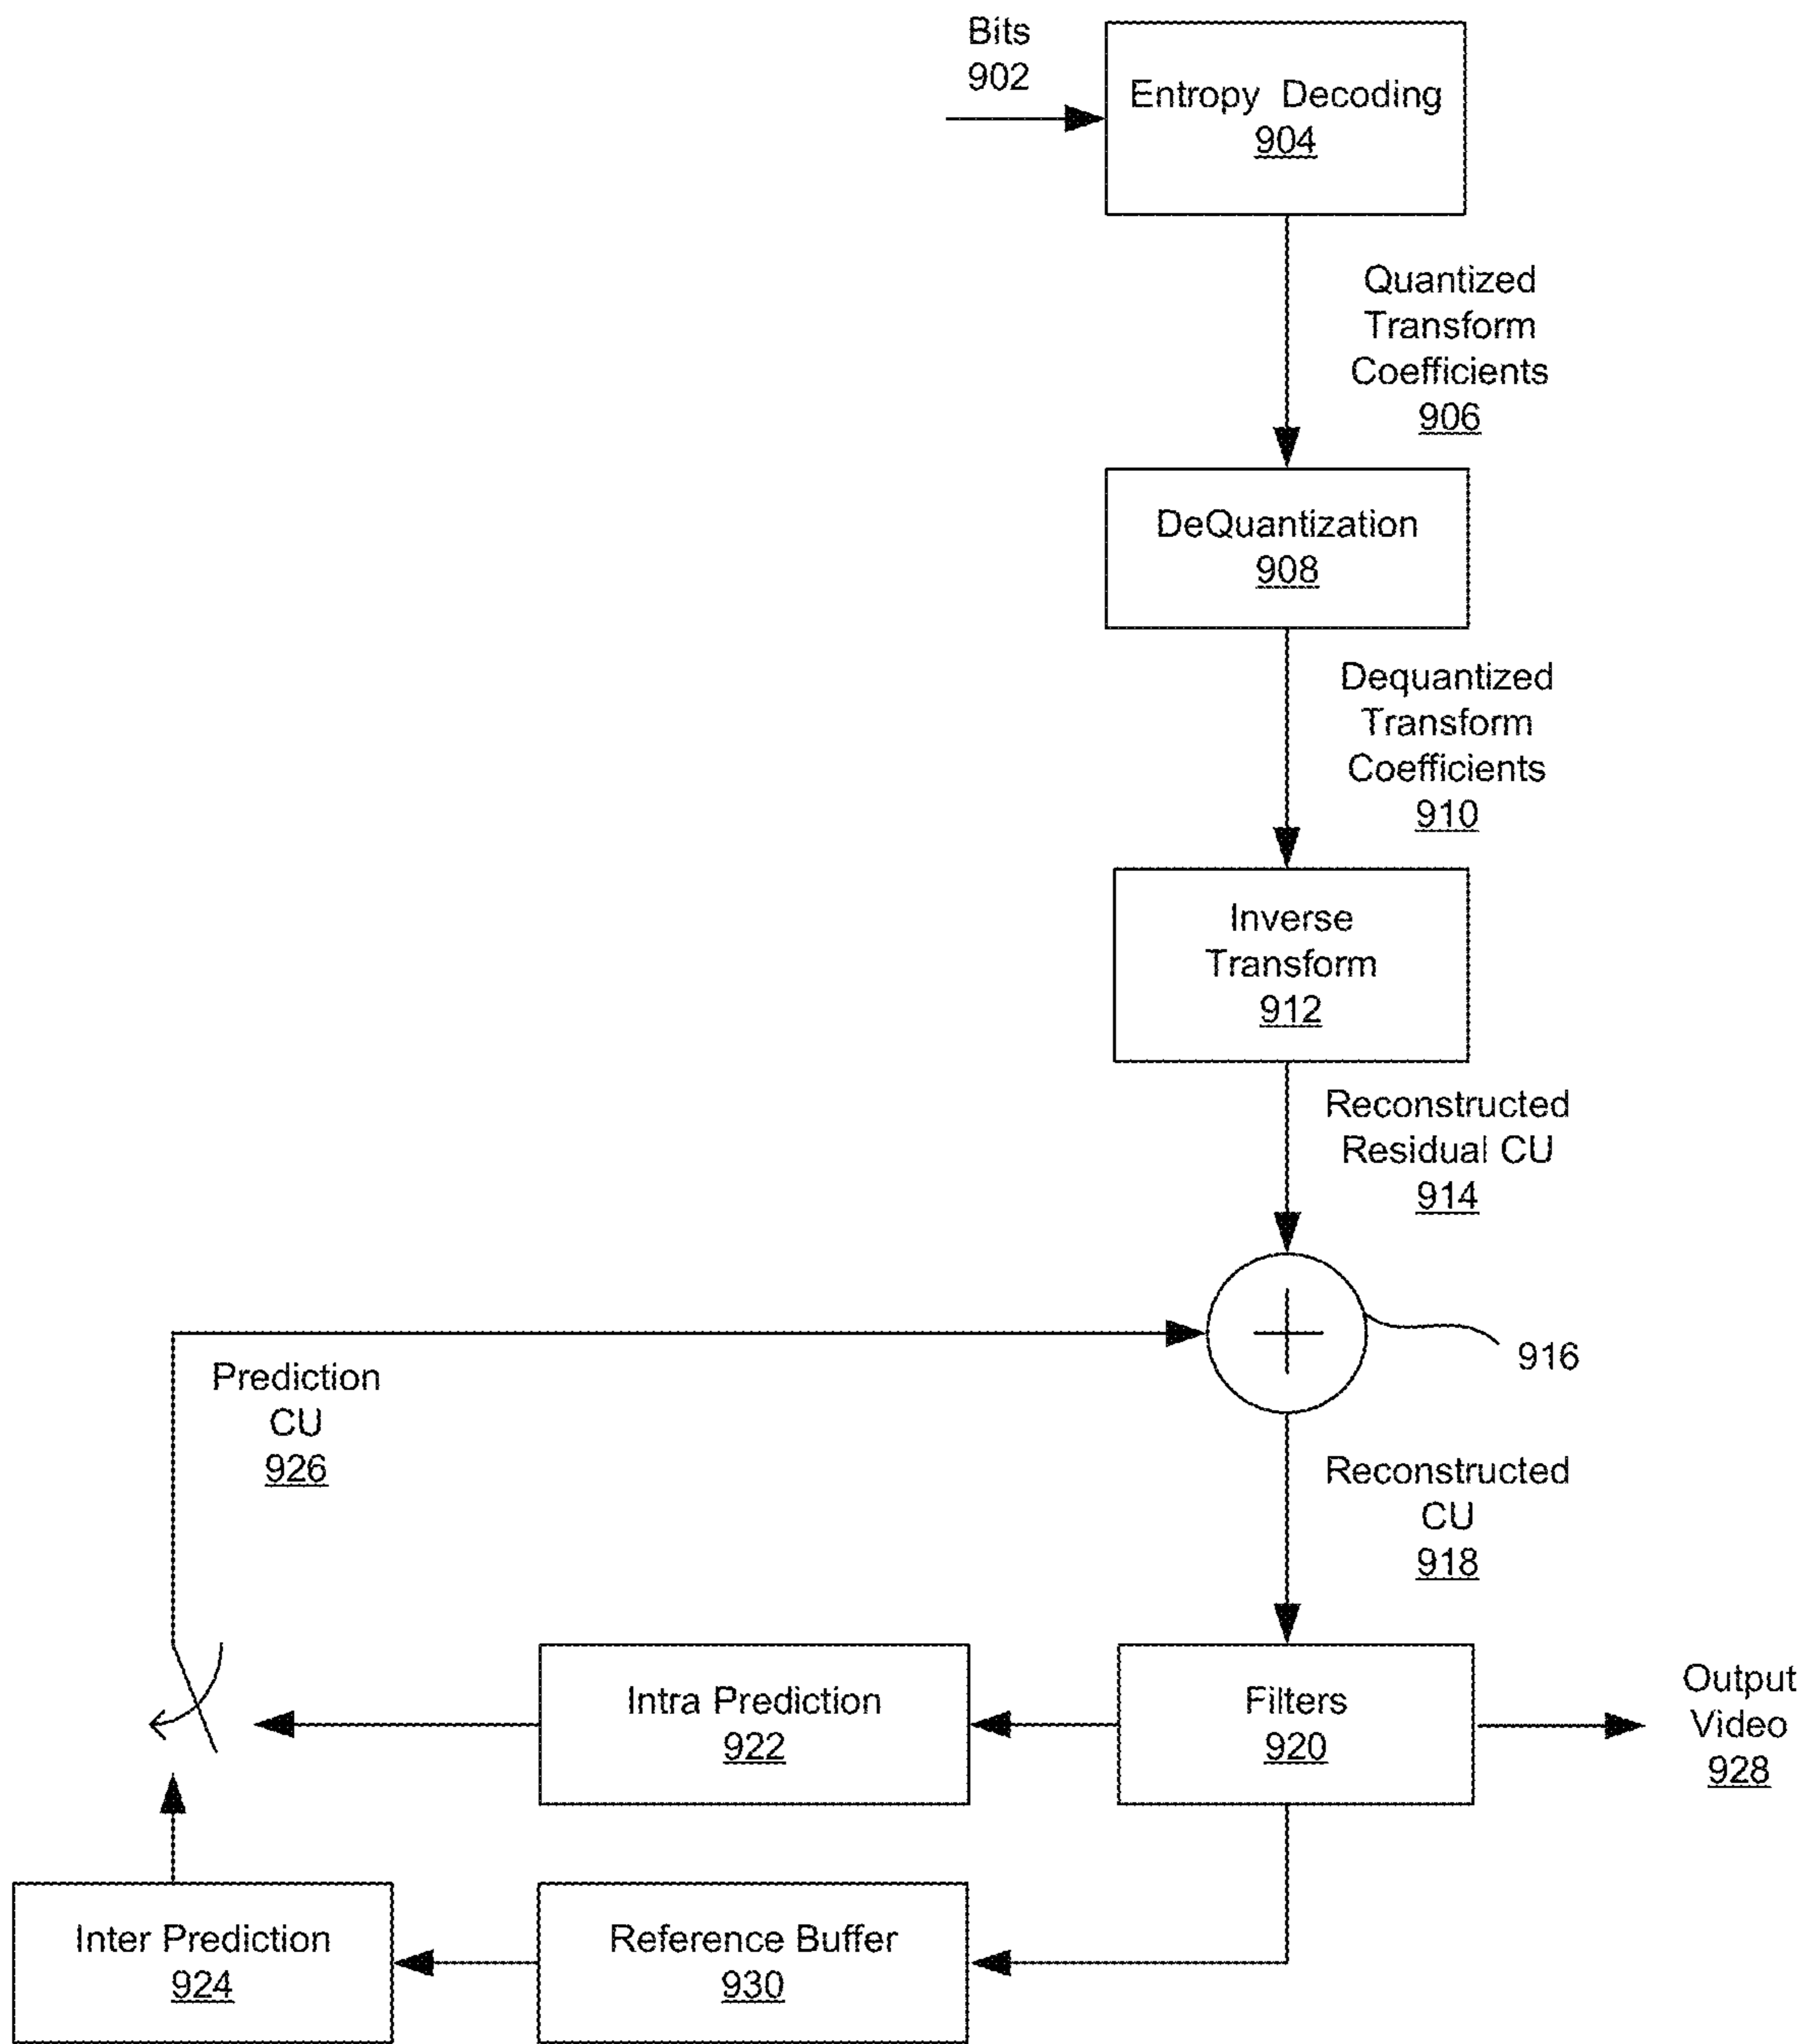 Bits
902
Entropy Decoding
904
Quantized
Transform
Coefficients
906
DeQuantization
908
Dequantized
Transform
Coefficients
910
Inverse
Transform
912
Reconstructed
Residual CU
914
916
Prediction
CU
926
Reconstructed
CU
918
Intra Prediction
922
Filters
920
Output
Video
928
Inter Prediction
924
Reference Buffer
930